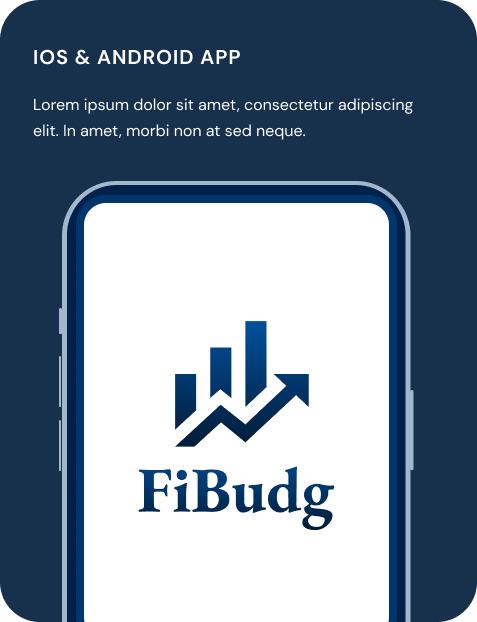 IOS & ANDROID APP
Lorem ipsum dolor sit amet, consectetur adipiscing
elit. In amet, morbi non at sed neque.
FiBudg